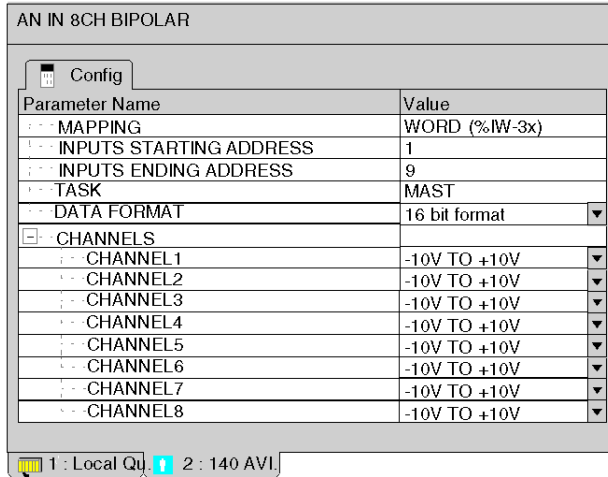 AN IN 8CH BIPOLAR
Config
Parameter Name Value
MAPPING WORD (%IW-3x)
INPUTS STARTING ADDRESS 1
INPUTS ENDING ADDRESS 9
TASK MAST
DATA FORMAT 16 bit format
CHANNELS
CHANNEL1 -10V TO +10V
CHANNEL2 -10V TO +10V
CHANNEL3 -10V TO +10V
CHANNEL4 -10V TO +10V
CHANNEL5 -10V TO +10V
CHANNEL6 -10V TO +10V
CHANNEL7 -10V TO +10V
CHANNEL8 -10V TO +10V
1 : Local Qu. 2 : 140 AVI.